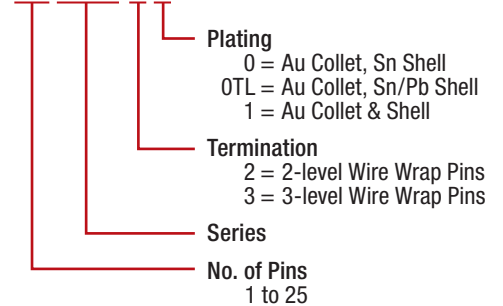 Plating
0 = Au Collet, Sn Shell
0TL = Au Collet, Sn/Pb Shell
1 = Au Collet & Shell
Termination
2 = 2-level Wire Wrap Pins
3 = 3-level Wire Wrap Pins
Series
No. of Pins
1 to 25